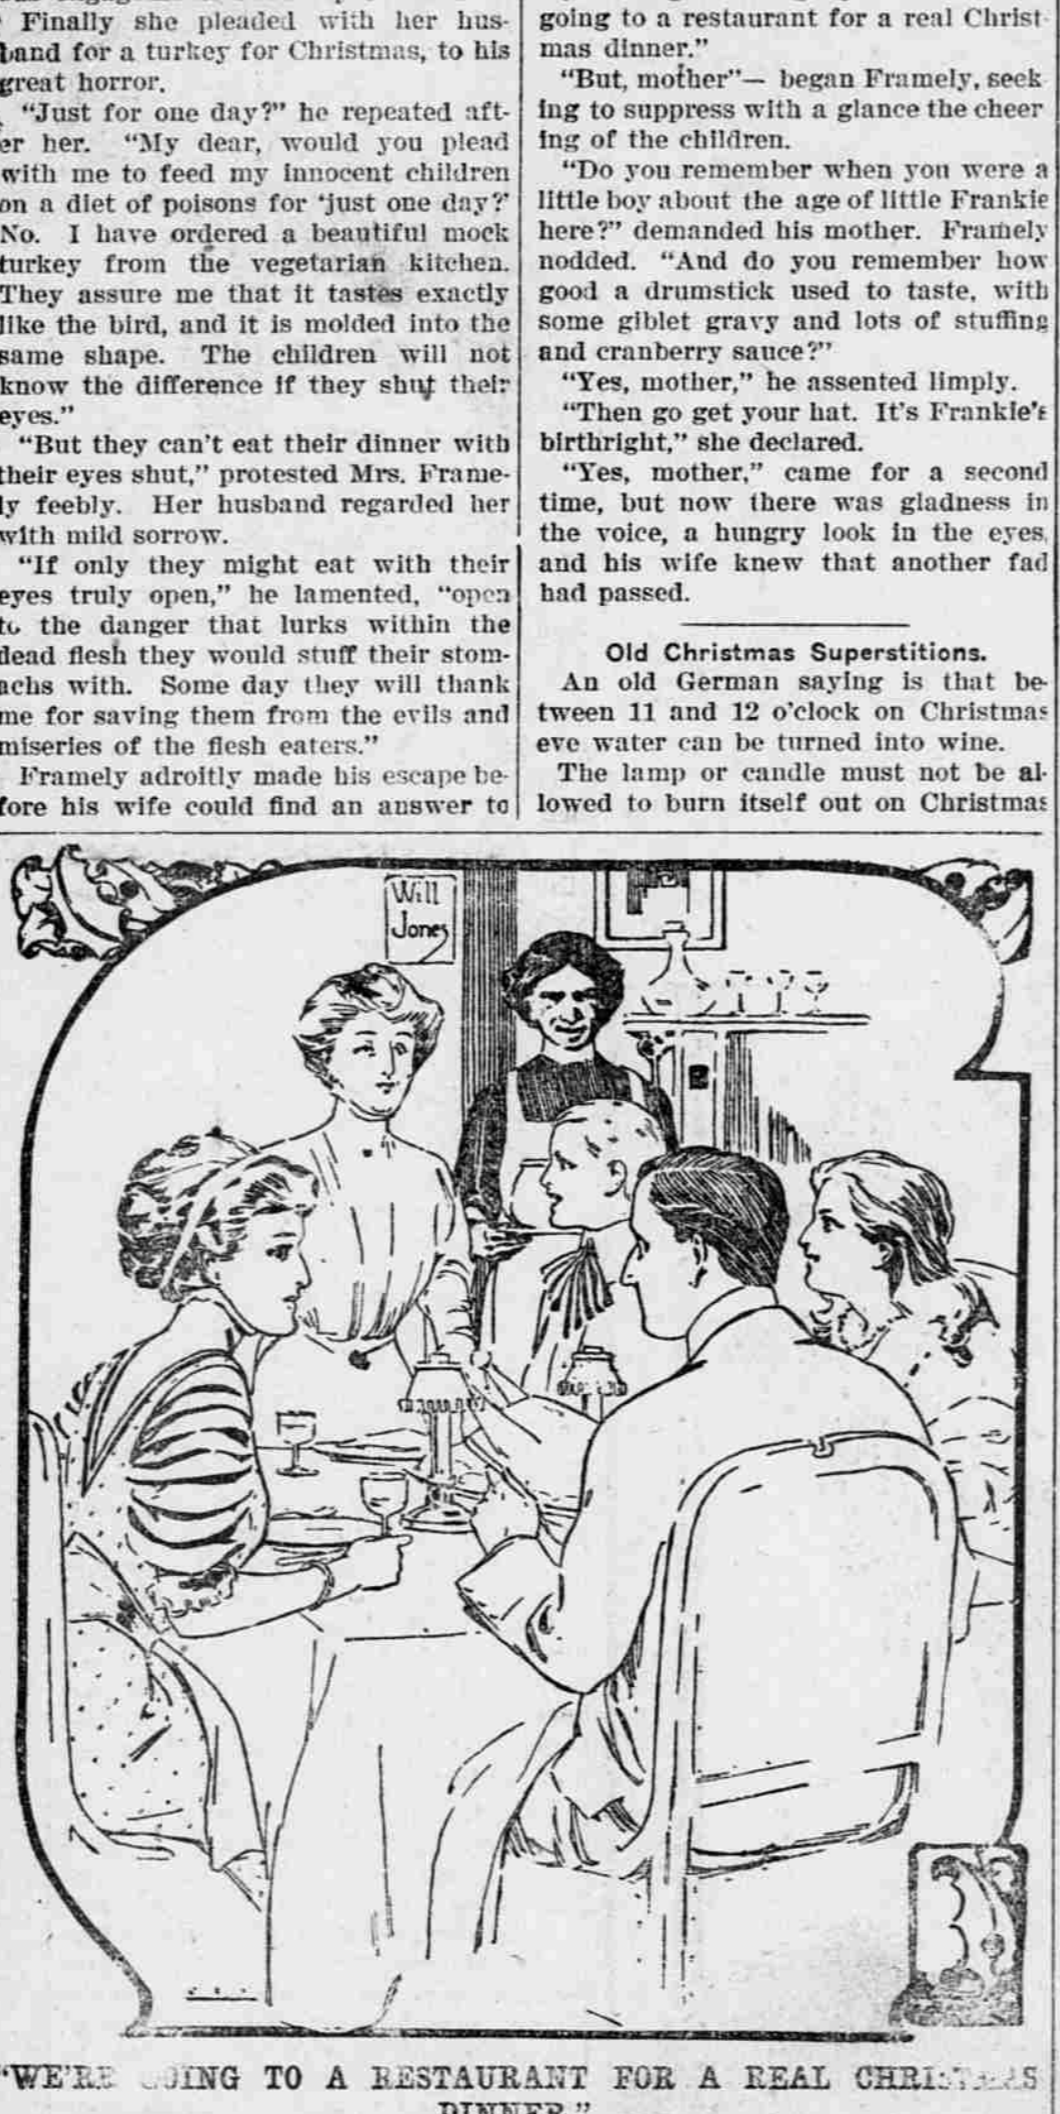 Finally she pleaded with her hus-
band for a turkey for Christmas, to his
great horror.
"Just for one day?" he repeated aft-
er her. "My dear, would you plead
with me to feed my innocent children
on a diet of poisons for 'just one day?'
No. I have ordered a beautiful mock
turkey from the vegetarian kitchen.
They assure me that it tastes exactly
like the bird, and it is molded into the
same shape. The children will not
know the difference if they shut their
eyes."
"But they can't eat their dinner with
their eyes shut," protested Mrs. Frame-
ly feebly. Her husband regarded her
with mild sorrow.
"If only they might eat with their
eyes truly open," he lamented, "open
to the danger that lurks within the
dead flesh they would stuff their stom-
achs with. Some day they will thank
me for saving them from the evils and
miseries of the flesh eaters."
Framely adroitly made his escape be-
fore his wife could find an answer to
going to a restaurant for a real Christ-
mas dinner."
"But, mother"— began Framely, seek
ing to suppress with a glance the cheer
ing of the children.
"Do you remember when you were a
little boy about the age of little Frankie
here?" demanded his mother. Framely
nodded. "And do you remember how
good a drumstick used to taste, with
some giblet gravy and lots of stuffing
and cranberry sauce?"
"Yes, mother," he assented limply.
"Then go get your hat. It's Frankie's
birthright," she declared.
"Yes, mother," came for a second
time, but now there was gladness in
the voice, a hungry look in the eyes,
and his wife knew that another fad
had passed.
Old Christmas Superstitions.
An old German saying is that be-
tween 11 and 12 o'clock on Christmas
eve water can be turned into wine.
The lamp or candle must not be al-
lowed to burn itself out on Christmas
Will
Jones
"WE'RE GOING TO A RESTAURANT FOR A REAL CHRISTMAS
DINNER."